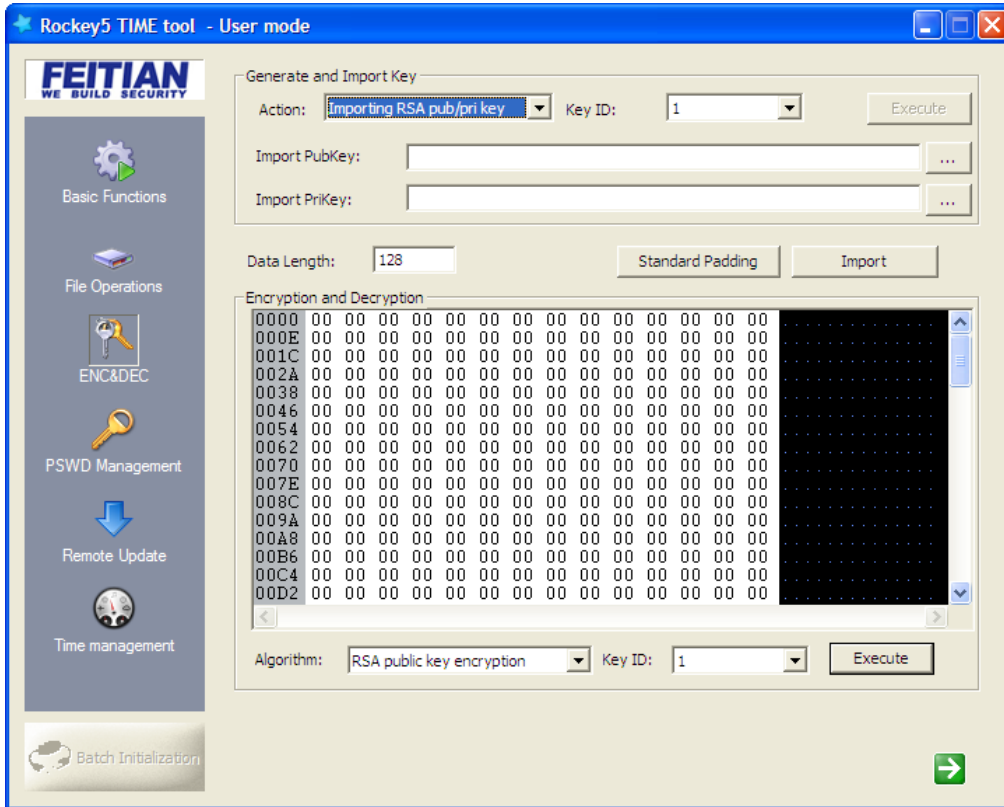 Rockey5 TIME tool - User mode
FEITIAN
WE BUILD SECURITY
Basic Functions
File Operations
ENC&DEC
PSWD Management
Remote Update
Time management
Batch Initialization
Generate and Import Key
Action: Importing RSA pub/pri key Key ID: 1 Execute
Import PubKey: ...
Import PriKey: ...
Data Length: 128 Standard Padding Import
Encryption and Decryption
0000 00 00 00 00 00 00 00 00 00 00 00 00 00 00 ..............
000E 00 00 00 00 00 00 00 00 00 00 00 00 00 00 ..............
001C 00 00 00 00 00 00 00 00 00 00 00 00 00 00 ..............
002A 00 00 00 00 00 00 00 00 00 00 00 00 00 00 ..............
0038 00 00 00 00 00 00 00 00 00 00 00 00 00 00 ..............
0046 00 00 00 00 00 00 00 00 00 00 00 00 00 00 ..............
0054 00 00 00 00 00 00 00 00 00 00 00 00 00 00 ..............
0062 00 00 00 00 00 00 00 00 00 00 00 00 00 00 ..............
0070 00 00 00 00 00 00 00 00 00 00 00 00 00 00 ..............
007E 00 00 00 00 00 00 00 00 00 00 00 00 00 00 ..............
008C 00 00 00 00 00 00 00 00 00 00 00 00 00 00 ..............
009A 00 00 00 00 00 00 00 00 00 00 00 00 00 00 ..............
00A8 00 00 00 00 00 00 00 00 00 00 00 00 00 00 ..............
00B6 00 00 00 00 00 00 00 00 00 00 00 00 00 00 ..............
00C4 00 00 00 00 00 00 00 00 00 00 00 00 00 00 ..............
00D2 00 00 00 00 00 00 00 00 00 00 00 00 00 00 ..............
Algorithm: RSA public key encryption Key ID: 1 Execute